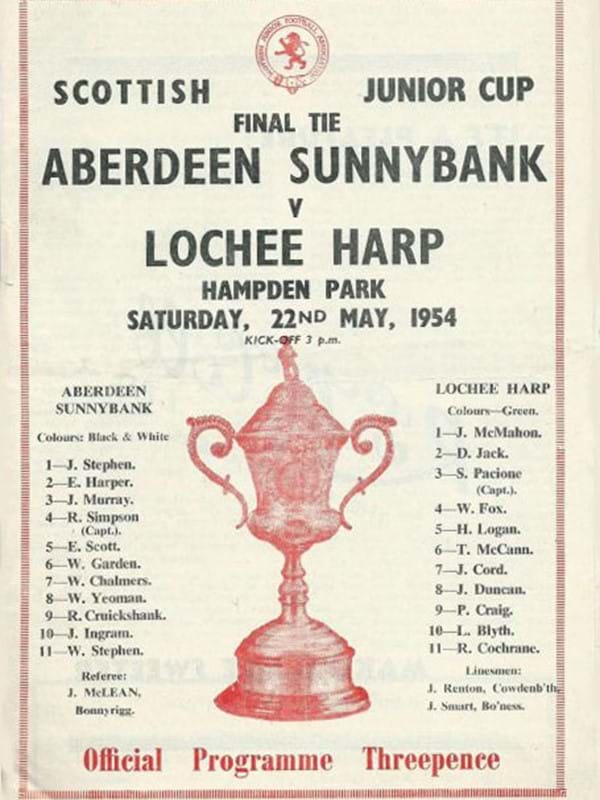 SCOTTISH JUNIOR CUP
FINAL TIE
ABERDEEN SUNNYBANK
V
LOCHEE HARP
HAMPDEN PARK
SATURDAY, 22ND MAY, 1954
KICK-OFF 3 p.m.
ABERDEEN
SUNNYBANK
Colours: Black & White
1—J. Stephen.
2—E. Harper.
3—J. Murray.
4—R. Simpson
(Capt.).
5—E. Scott.
6—W. Garden.
7—W. Chalmers.
8—W. Yeoman.
9—R. Cruickshank.
10—J. Ingram.
11—W. Stephen.
Referee:
J. McLEAN,
Bonnyrigg.
LOCHEE HARP
Colours—Green.
1—J. McMahon.
2—D. Jack.
3—S. Pacione
(Capt.).
4—W. Fox.
5—H. Logan.
6—T. McCann.
7—J. Cord.
8—J. Duncan.
9—P. Craig.
10—L. Blyth.
11—R. Cochrane.
Linesmen:
J. Renton, Cowdenb'th,
J. Smart, Bo'ness.
Official Programme Threepence